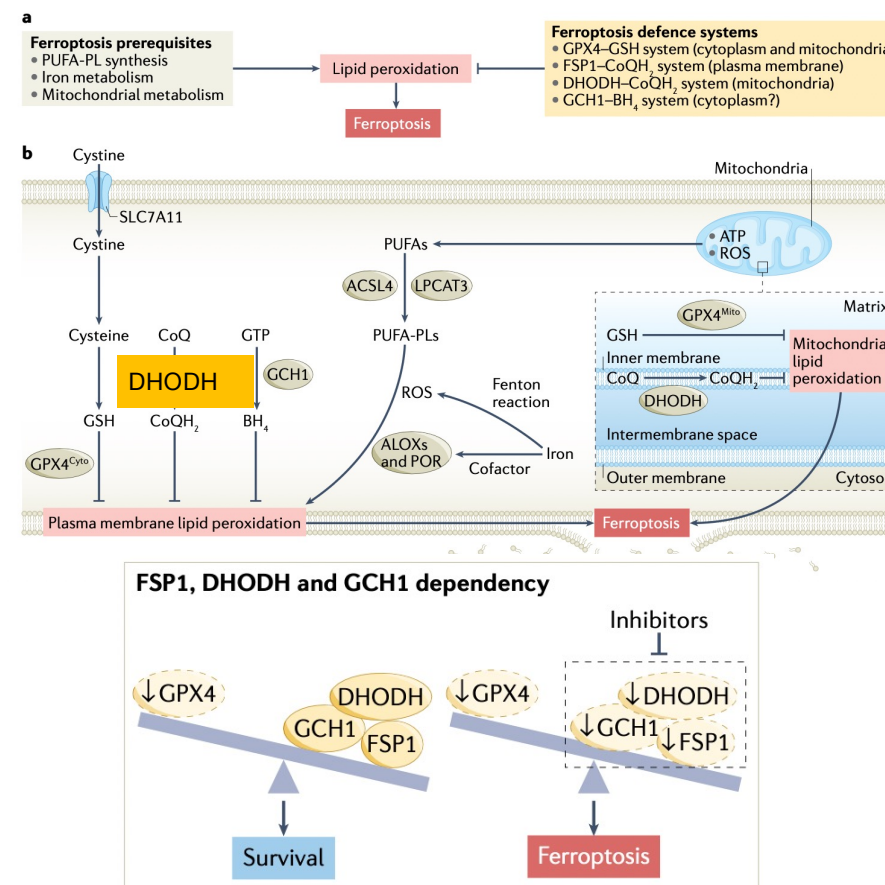 a
Ferroptosis prerequisites
• PUFA-PL synthesis
• Iron metabolism
• Mitochondrial metabolism
Lipid peroxidation
Ferroptosis
Ferroptosis defence systems
• GPX4–GSH system (cytoplasm and mitochondria
• FSP1–CoQH2 system (plasma membrane)
• DHODH–CoQH2 system (mitochondria)
• GCH1–BH4 system (cytoplasm?)
b
Cystine
SLC7A11
Cystine
Cysteine
CoQ
GTP
DHODH
GCH1
GSH
CoQH2
BH4
GPX4Cyto
Plasma membrane lipid peroxidation
PUFAs
ACSL4
LPCAT3
PUFA-PLs
ROS
Fenton
reaction
ALOXs
and POR
Iron
Cofactor
Ferroptosis
Mitochondria
• ATP
• ROS
Matrix
GPX4Mito
GSH
Mitochondria
lipid
peroxidation
Inner membrane
CoQ
CoQH2
DHODH
Intermembrane space
Outer membrane
Cytoso
FSP1, DHODH and GCH1 dependency
Inhibitors
↓GPX4
DHODH
GCH1
FSP1
Survival
↓GPX4
↓DHODH
↓GCH1
↓FSP1
Ferroptosis